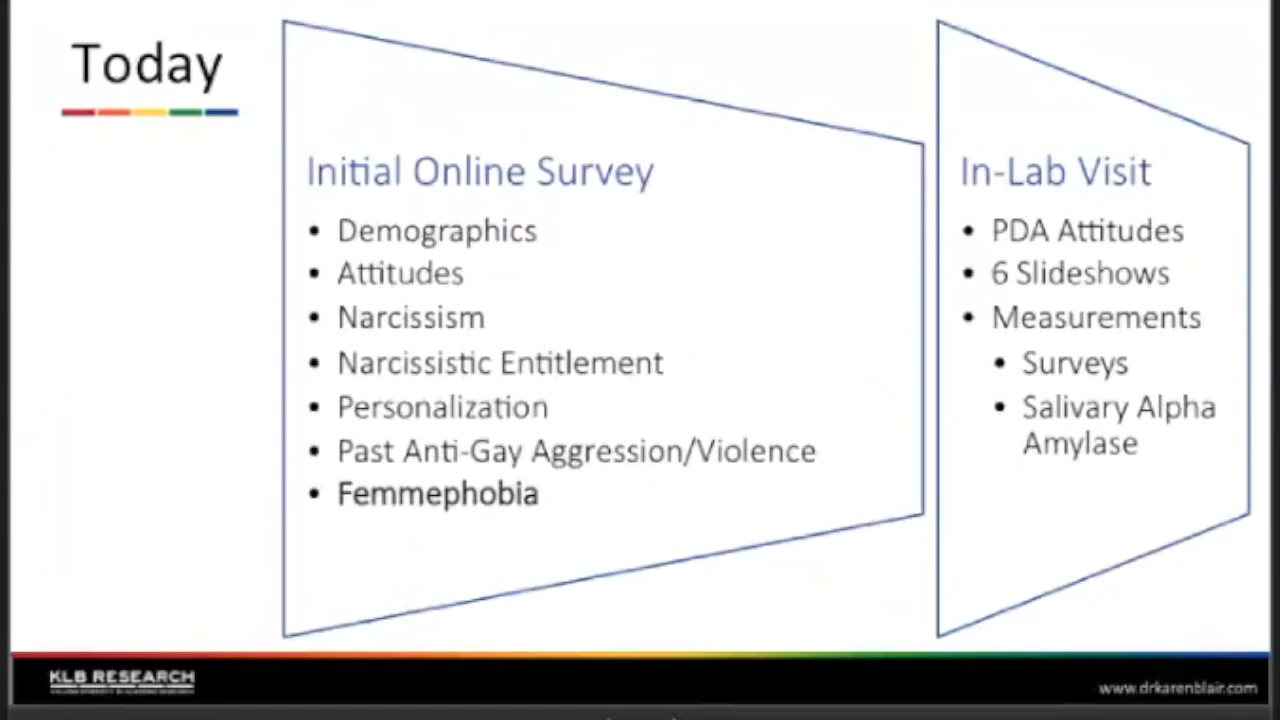 Today
Initial Online Survey
• Demographics
• Attitudes
• Narcissism
• Narcissistic Entitlement
• Personalization
• Past Anti-Gay Aggression/Violence
• Femmephobia
In-Lab Visit
• PDA Attitudes
• 6 Slideshows
• Measurements
• Surveys
• Salivary Alpha
Amylase
KLB RESEARCH
www.drkarenblair.com